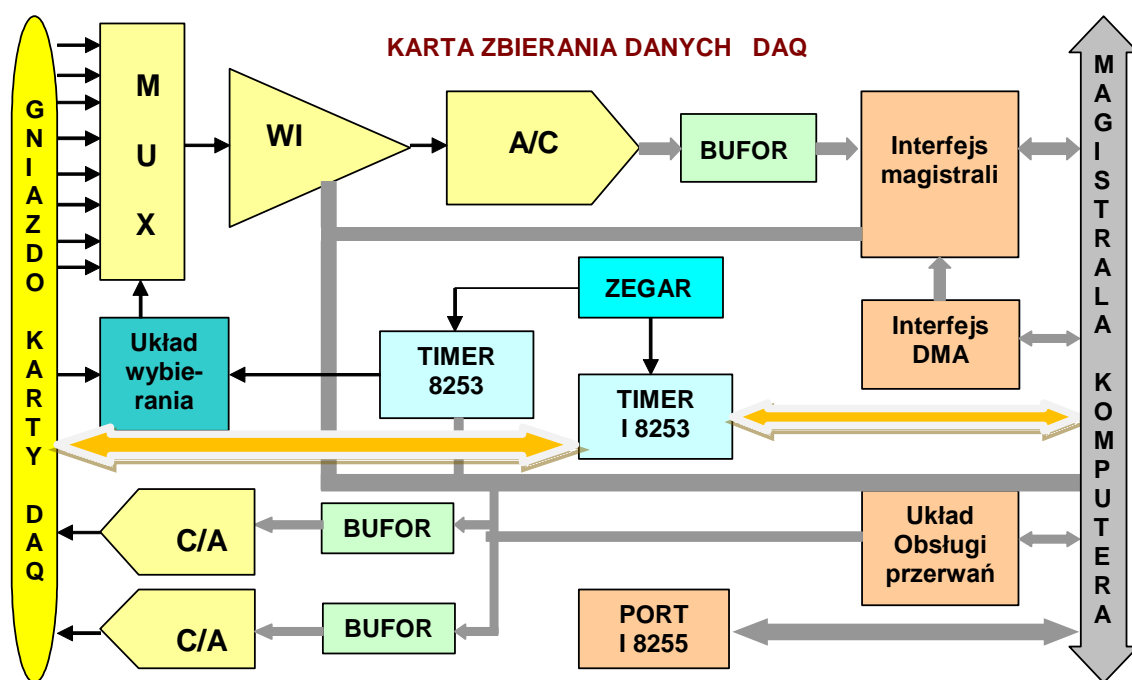 KARTA ZBIERANIA DANYCH DAQ
GNIAZDO KARTY DAQ
MUX
WI
A/C
BUFOR
Interfejs
magistrali
MAGISTRALA KOMPUTERA
ZEGAR
Interfejs
DMA
Układ
wybie-
rania
TIMER
8253
TIMER
I 8253
C/A
BUFOR
Układ
Obsługi
przerwań
C/A
BUFOR
PORT
I 8255